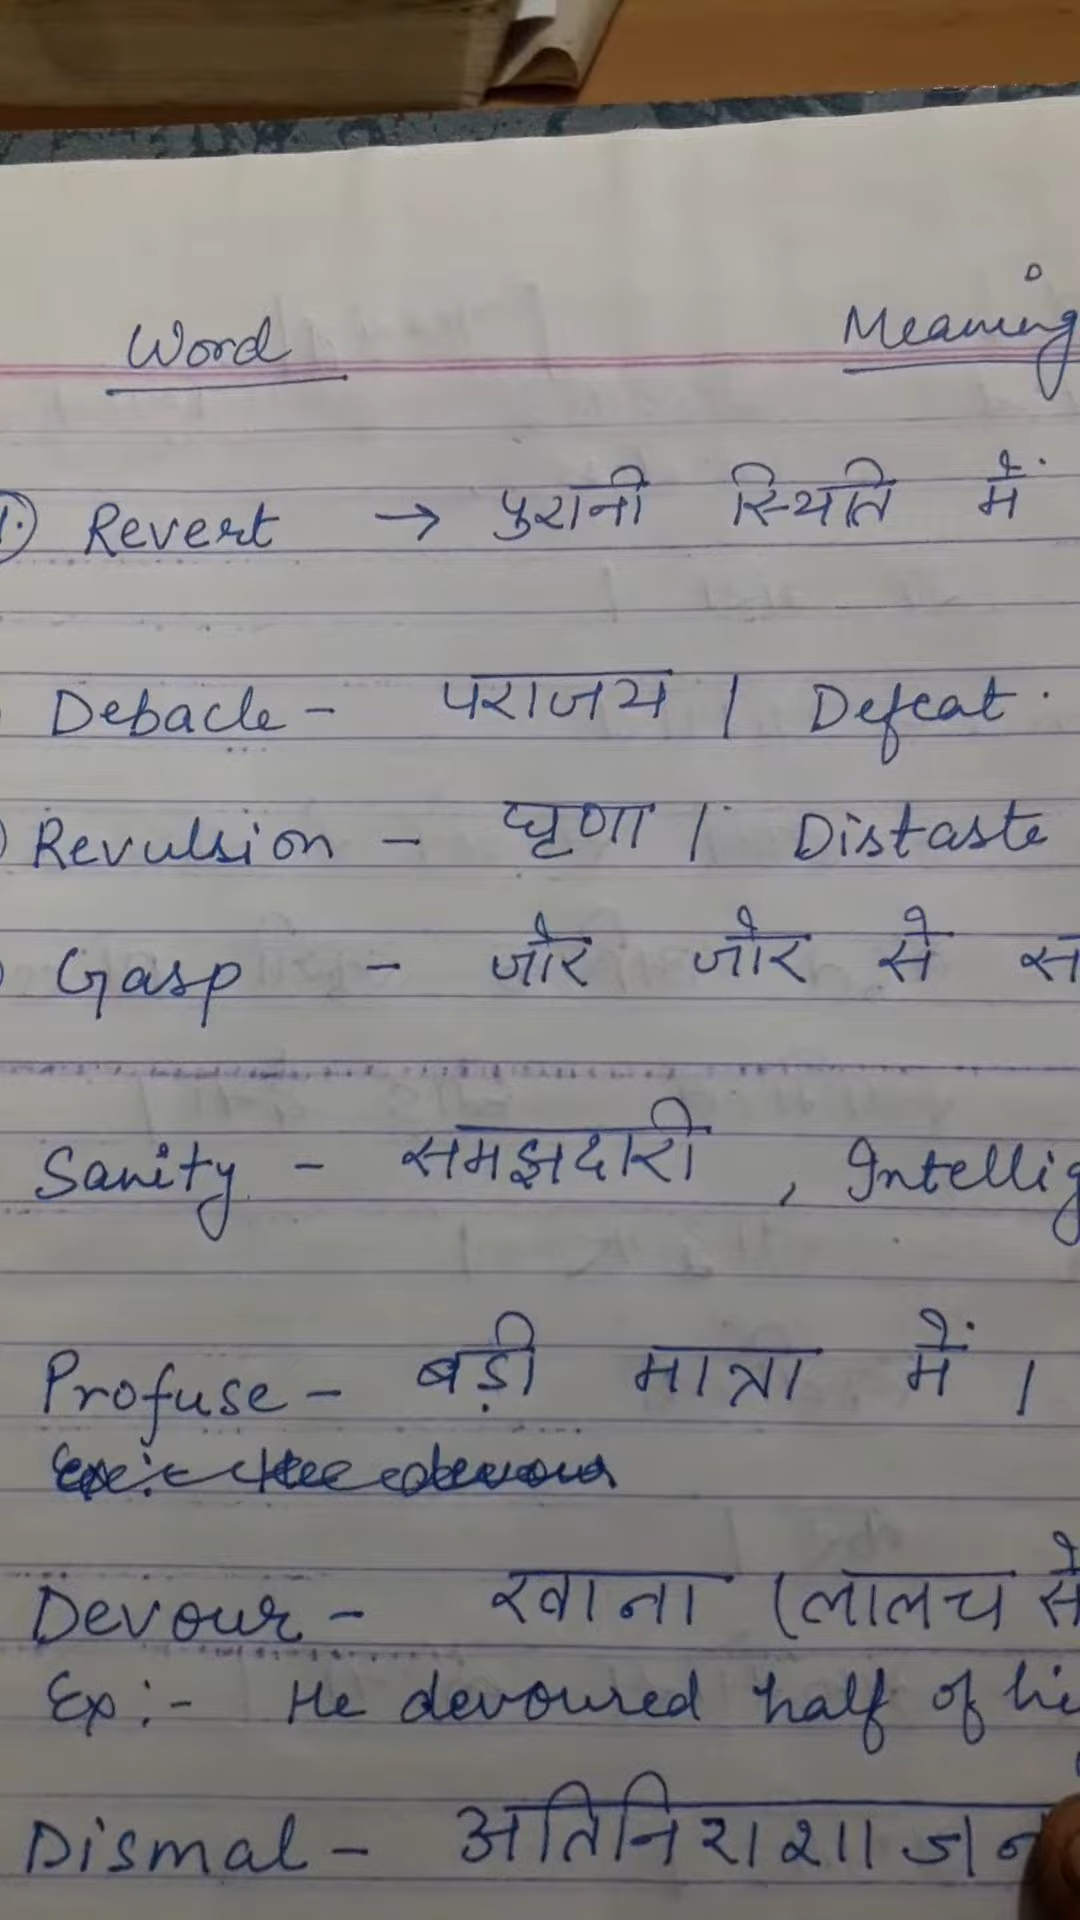 Word Meaning
1. Revert → पुरानी स्थिति में
Debacle - पराजय | Defeat.
Revulsion - घृणा | Distaste
Gasp - जोर जोर से
Sanity - समझदारी , Intellig
Profuse - बड़ी मात्रा में |
Devour - खाना (लालच से
Ex:- He devoured half of hi
Dismal - अतिनिराशाजन